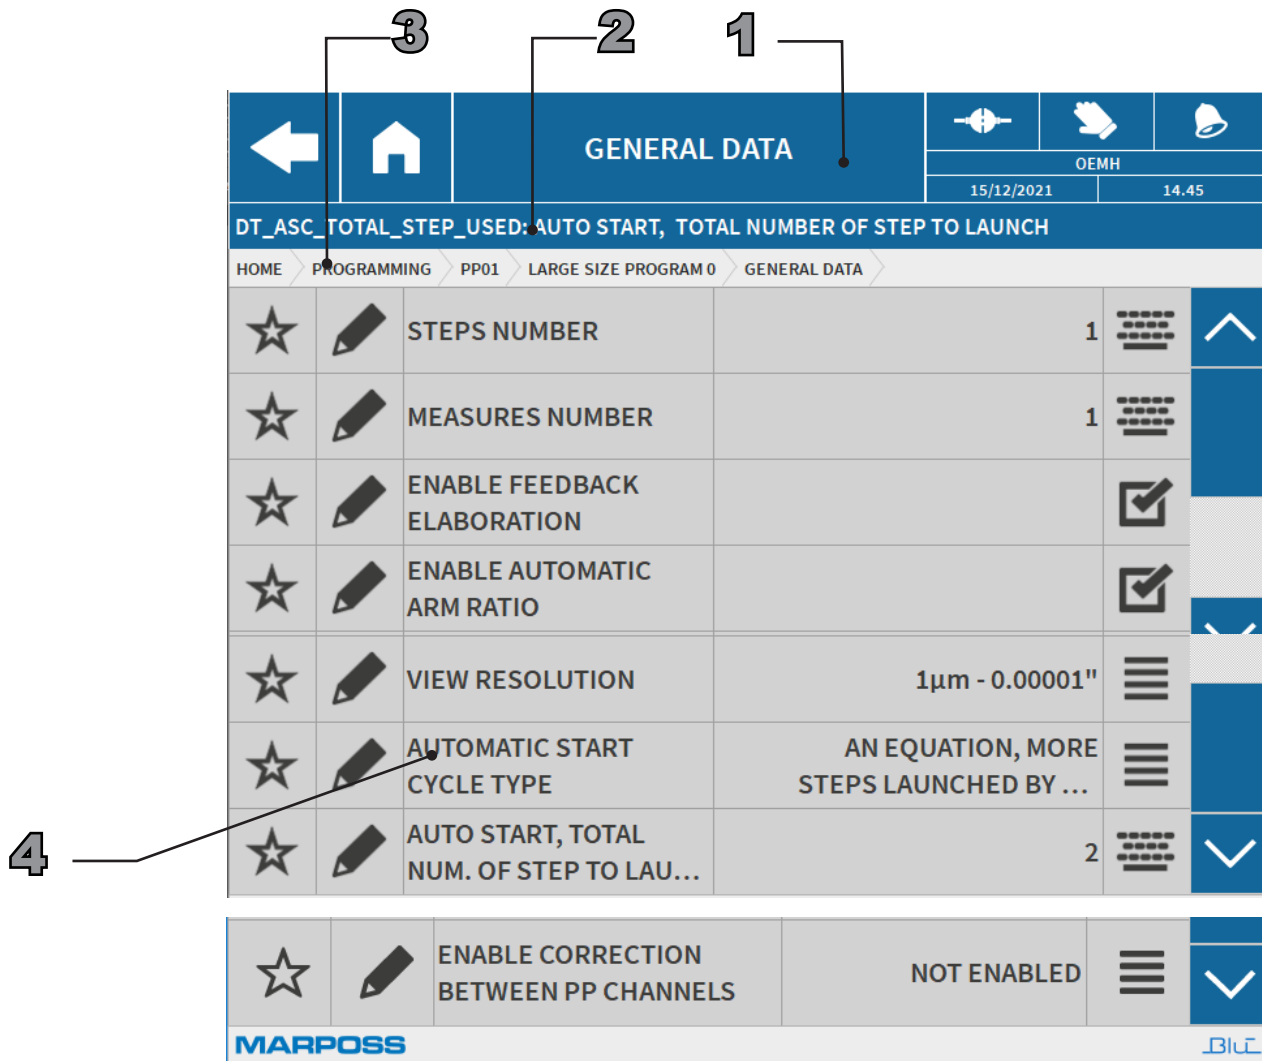 3 2 1
GENERAL DATA
OEMH
15/12/2021 14.45
DT_ASC_TOTAL_STEP_USED: AUTO START, TOTAL NUMBER OF STEP TO LAUNCH
HOME PROGRAMMING PP01 LARGE SIZE PROGRAM 0 GENERAL DATA
STEPS NUMBER 1
MEASURES NUMBER 1
ENABLE FEEDBACK
ELABORATION
ENABLE AUTOMATIC
ARM RATIO
VIEW RESOLUTION 1µm - 0.00001"
AUTOMATIC START
CYCLE TYPE
AN EQUATION, MORE
STEPS LAUNCHED BY ...
4
AUTO START, TOTAL
NUM. OF STEP TO LAU...
2
ENABLE CORRECTION
BETWEEN PP CHANNELS
NOT ENABLED
MARPOSS